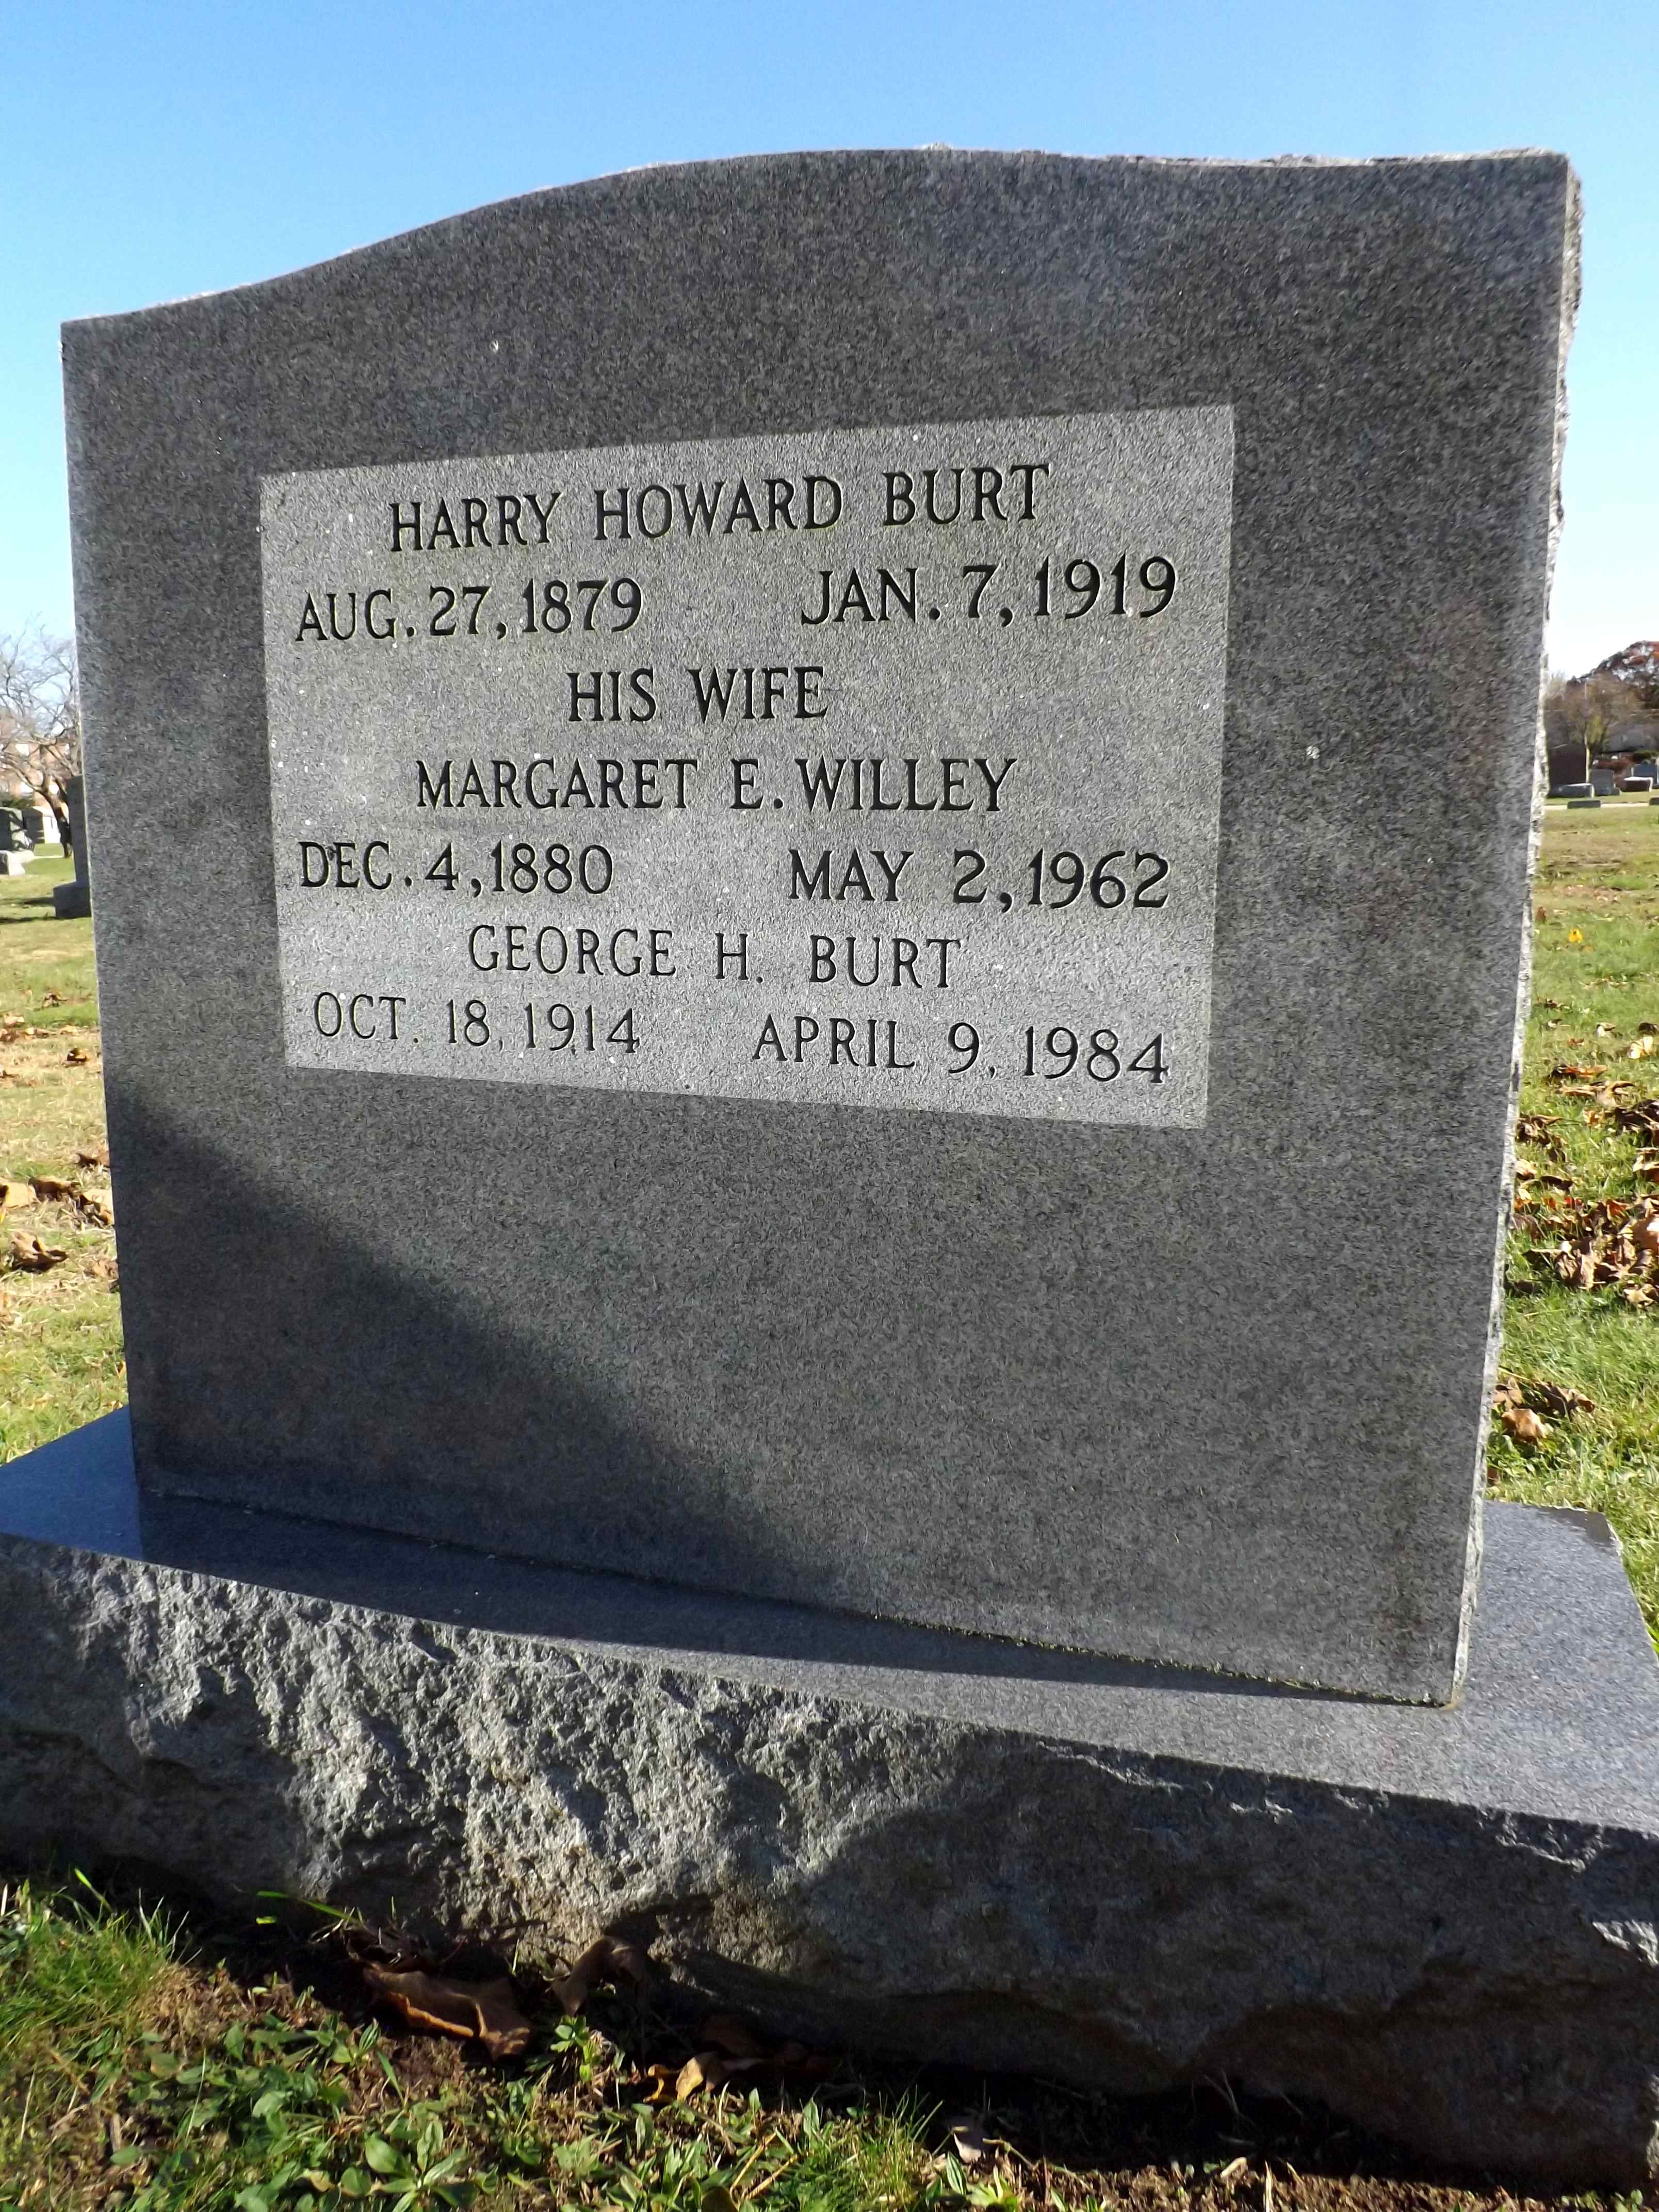 HARRY HOWARD BURT
AUG. 27, 1879 JAN. 7, 1919
HIS WIFE
MARGARET E. WILLEY
DEC. 4, 1880 MAY 2, 1962
GEORGE H. BURT
OCT. 18, 1914 APRIL 9, 1984